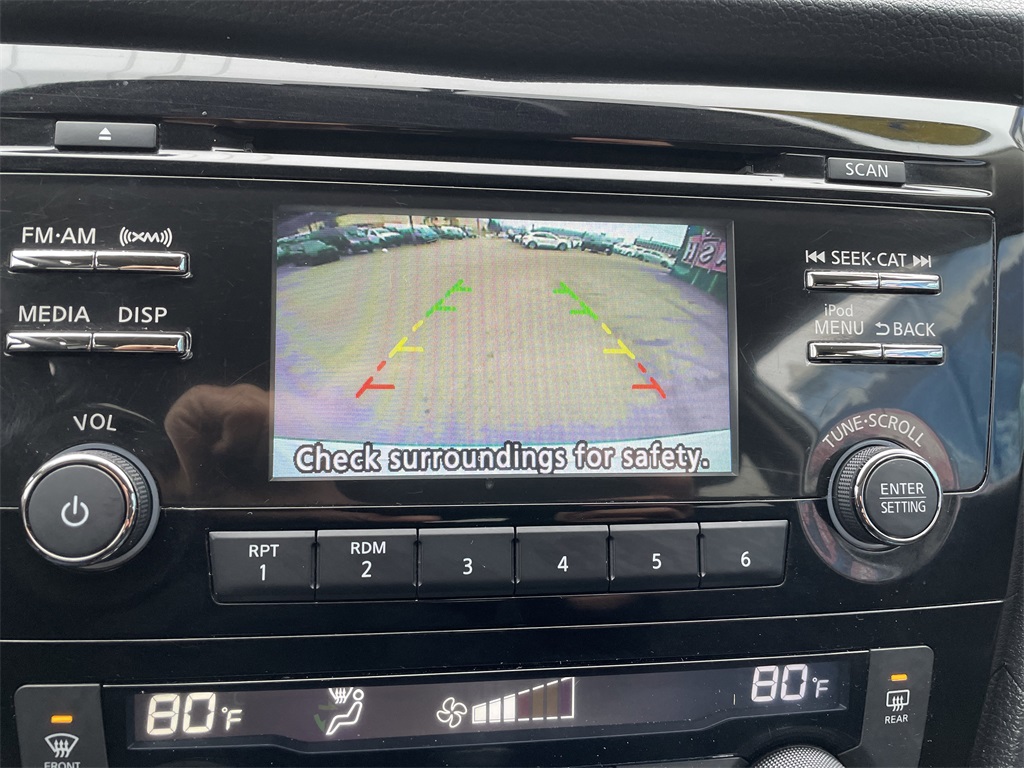 SCAN
FM·AM
((XM))
SEEK·CAT
MEDIA
DISP
iPod
MENU
BACK
VOL
TUNE·SCROLL
Check surroundings for safety.
ENTER
SETTING
RPT
1
RDM
2
3
4
5
6
80°F
80°F
FRONT
REAR